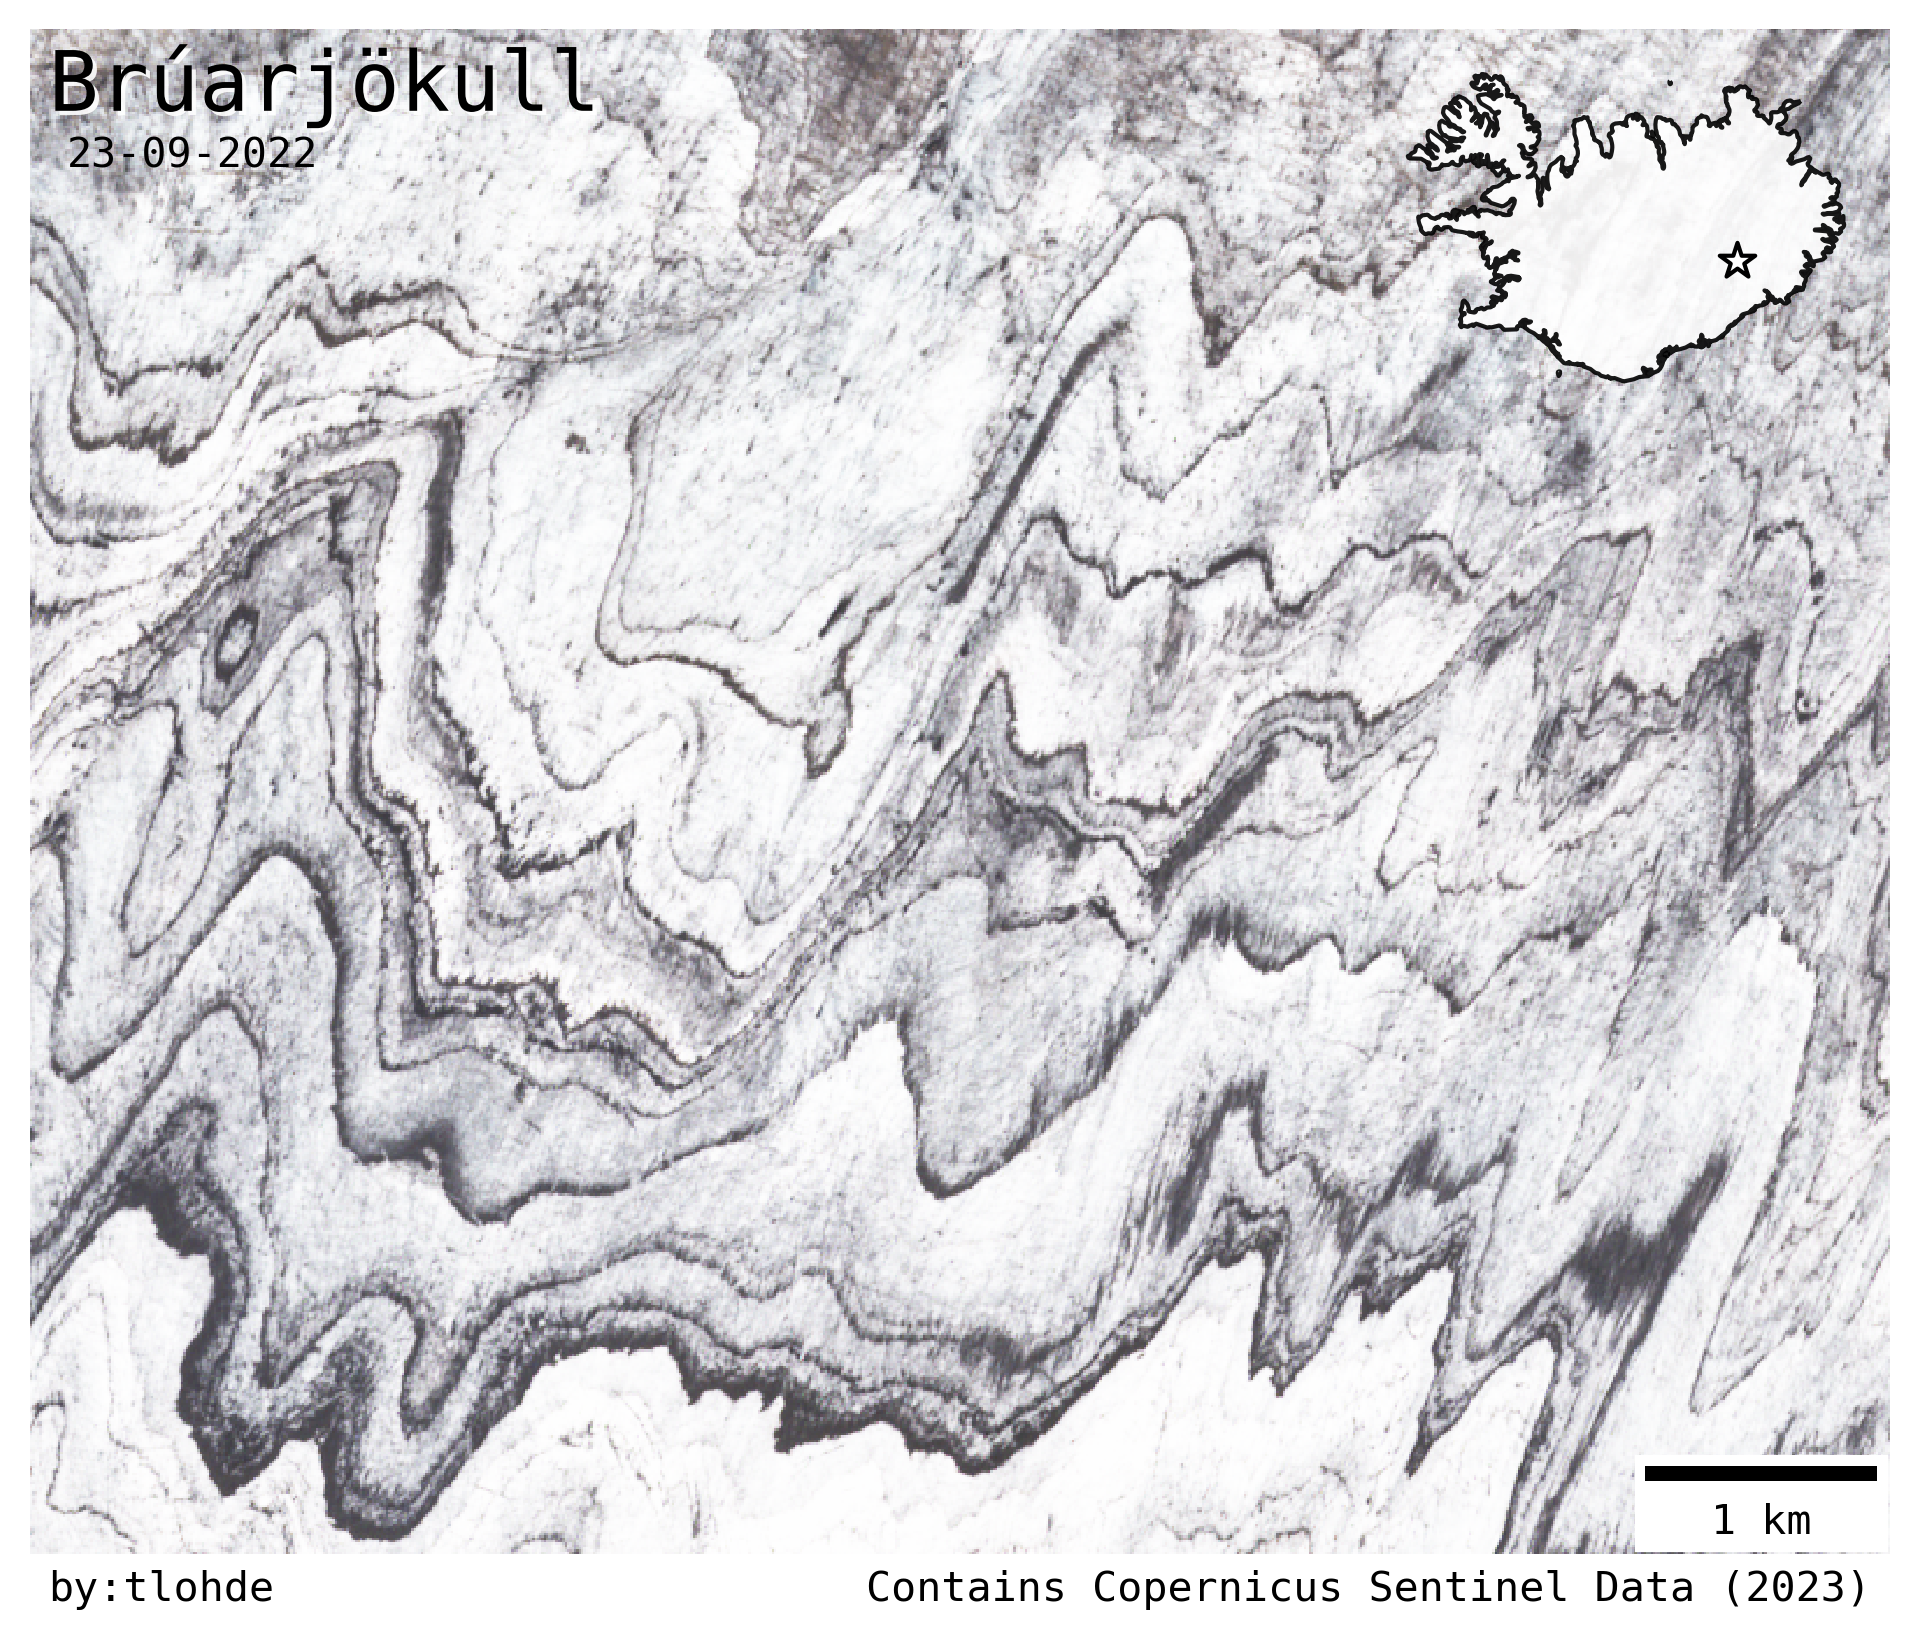 Brúarjökull
23-09-2022
1 km
by:tlohde
Contains Copernicus Sentinel Data (2023)